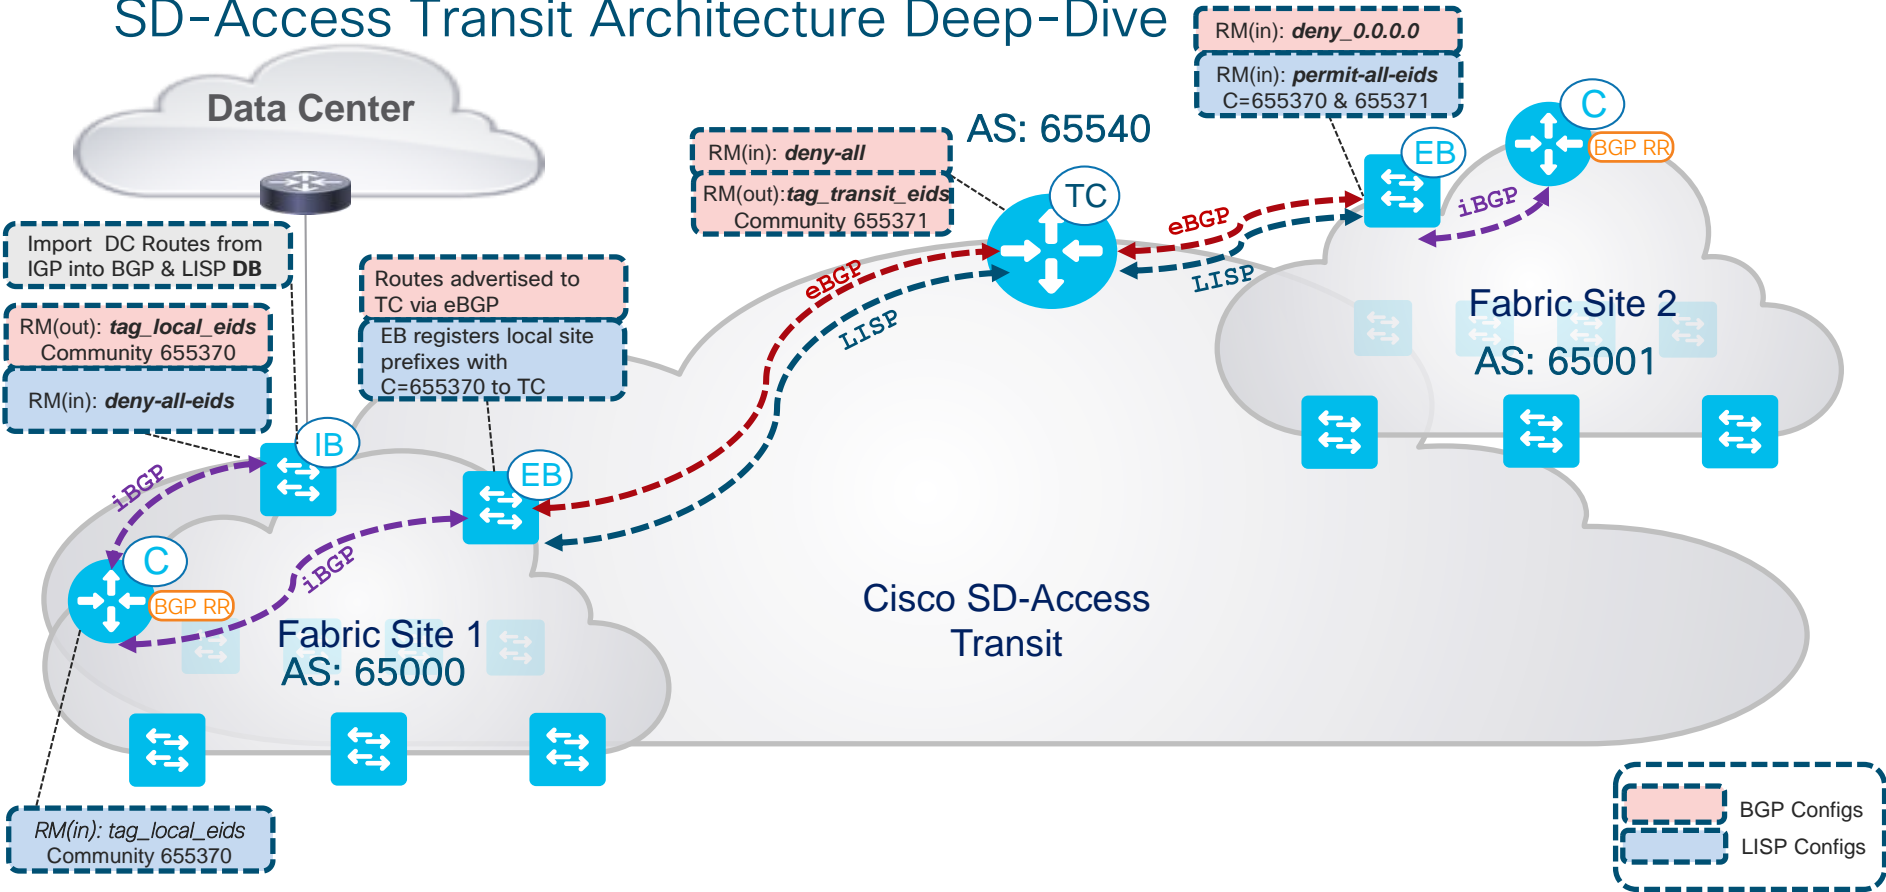 SD-Access Transit Architecture Deep-Dive
RM(in): deny_0.0.0.0
RM(in): permit-all-eids
C=655370 & 655371
Data Center
AS: 65540
C
BGP RR
EB
iBGP
RM(in): deny-all
RM(out):tag_transit_eids
Community 655371
TC
eBGP
LISP
Import DC Routes from
IGP into BGP & LISP DB
Routes advertised to
TC via eBGP
EB registers local site
prefixes with
C=655370 to TC
RM(out): tag_local_eids
Community 655370
RM(in): deny-all-eids
eBGP
LISP
Fabric Site 2
AS: 65001
IB
EB
iBGP
C
BGP RR
iBGP
Fabric Site 1
AS: 65000
Cisco SD-Access
Transit
RM(in): tag_local_eids
Community 655370
BGP Configs
LISP Configs